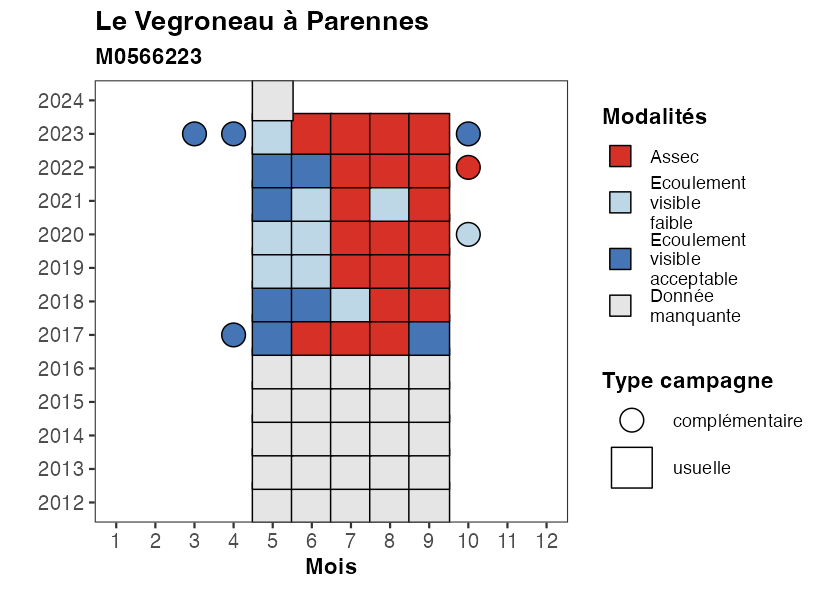 Le Vegroneau à Parennes
M0566223
2024
2023
2022
2021
2020
2019
2018
2017
2016
2015
2014
2013
2012
1 2 3 4 5 6 7 8 9 10 11 12
Mois
Modalités
Assec
Ecoulement
visible
faible
Ecoulement
visible
acceptable
Donnée
manquante
Type campagne
complémentaire
usuelle